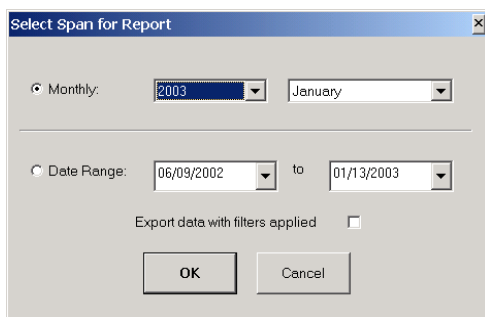 Select Span for Report
Monthly: 2003 January
Date Range: 06/09/2002 to 01/13/2003
Export data with filters applied
OK Cancel